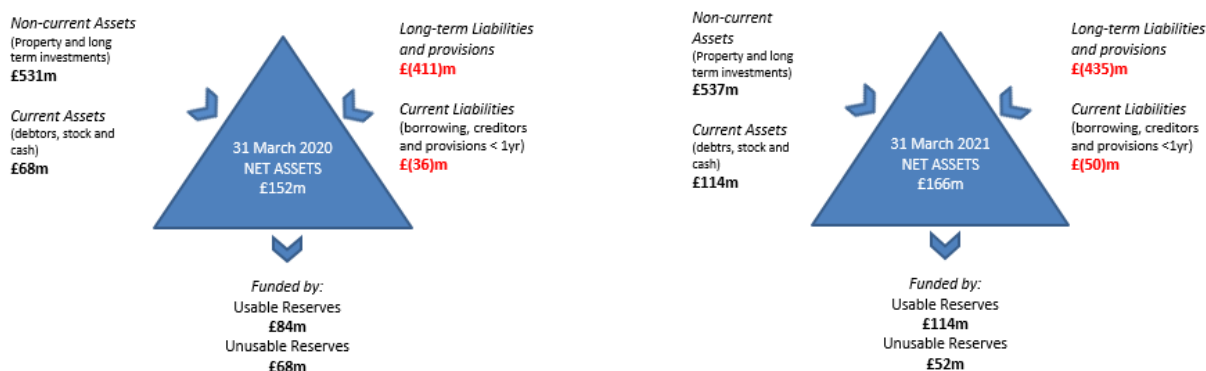 Non-current Assets
(Property and long
term investments)
£531m
Current Assets
(debtors, stock and
cash)
£68m
Long-term Liabilities
and provisions
£(411)m
Current Liabilities
(borrowing, creditors
and provisions < 1yr)
£(36)m
31 March 2020
NET ASSETS
£152m
Funded by:
Usable Reserves
£84m
Unusable Reserves
£68m
Non-current
Assets
(Property and long
term investments)
£537m
Current Assets
(debtrs, stock and
cash)
£114m
Long-term Liabilities
and provisions
£(435)m
Current Liabilities
(borrowing, creditors
and provisions <1yr)
£(50)m
31 March 2021
NET ASSETS
£166m
Funded by:
Usable Reserves
£114m
Unusable Reserves
£52m